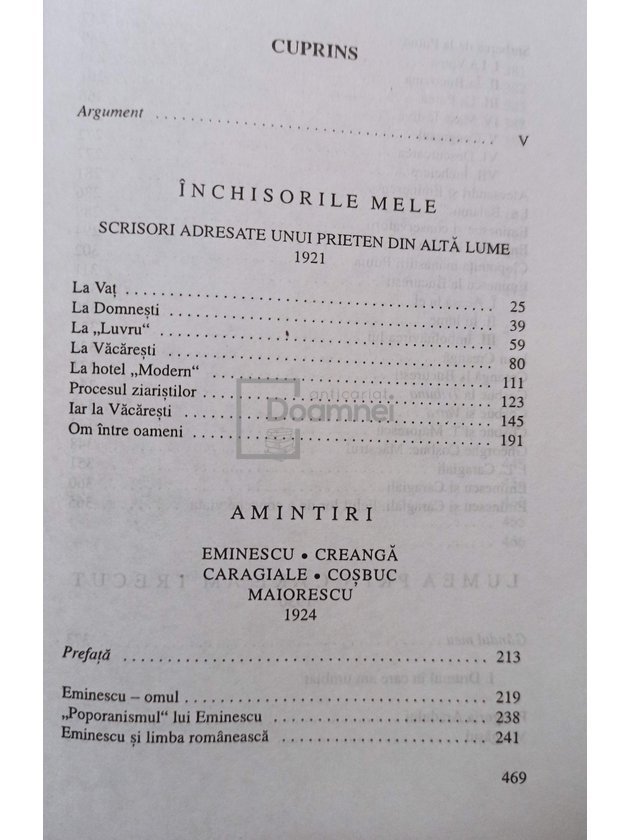 CUPRINS
Argument ........................................ V
ÎNCHISORILE MELE
SCRISORI ADRESATE UNUI PRIETEN DIN ALTĂ LUME
1921
La Vaț ........................................ 25
La Domnești ........................................ 39
La „Luvru“ ........................................ 59
La Văcărești ........................................ 80
La hotel „Modern“ ........................................ 111
Procesul ziariștilor ........................................ 123
Iar la Văcărești ........................................ 145
Om între oameni ........................................ 191
anticariat
Doamnei
AMINTIRI
EMINESCU • CREANGĂ
CARAGIALE • COȘBUC
MAIORESCU
1924
Prefață ........................................ 213
Eminescu – omul ........................................ 219
„Poporanismul“ lui Eminescu ........................................ 238
Eminescu și limba românească ........................................ 241
469